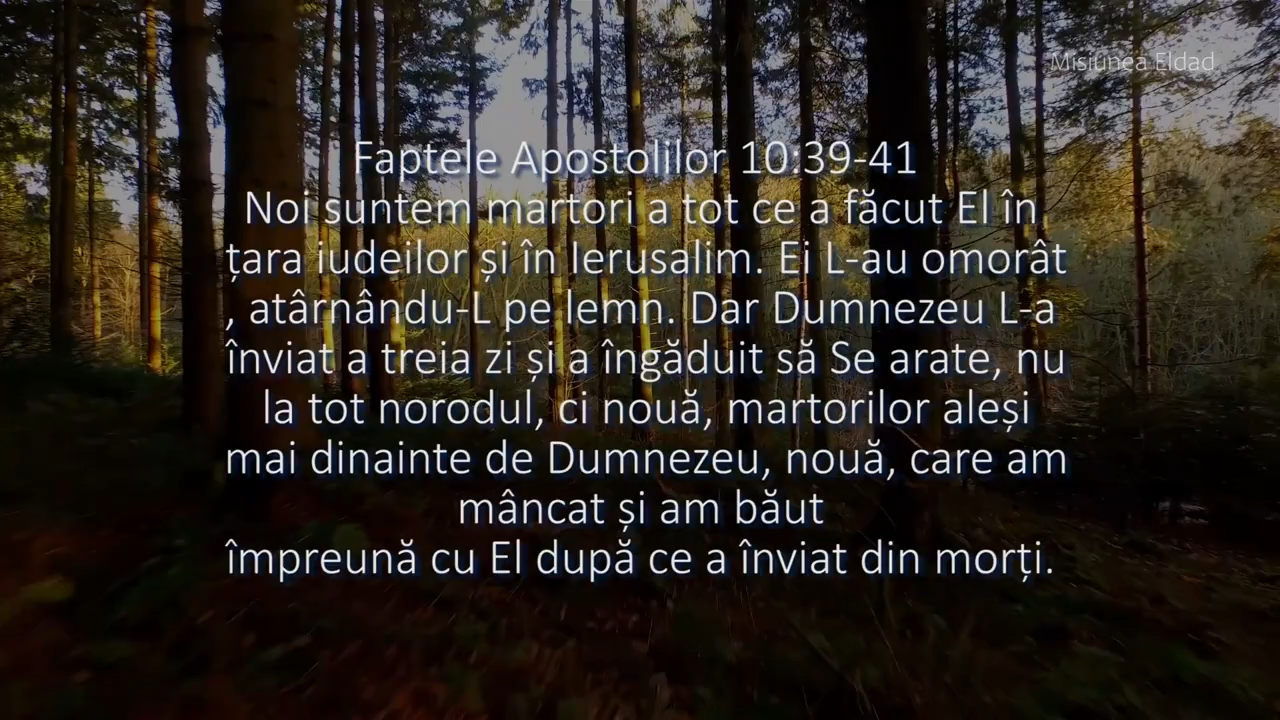 Misiunea Eldad
Faptele Apostolilor 10:39-41
Noi suntem martori a tot ce a făcut El în
țara iudeilor și în Ierusalim. Ei L-au omorât
, atârnându-L pe lemn. Dar Dumnezeu L-a
înviat a treia zi și a îngăduit să Se arate, nu
la tot norodul, ci nouă, martorilor aleși
mai dinainte de Dumnezeu, nouă, care am
mâncat și am băut
împreună cu El după ce a înviat din morți.